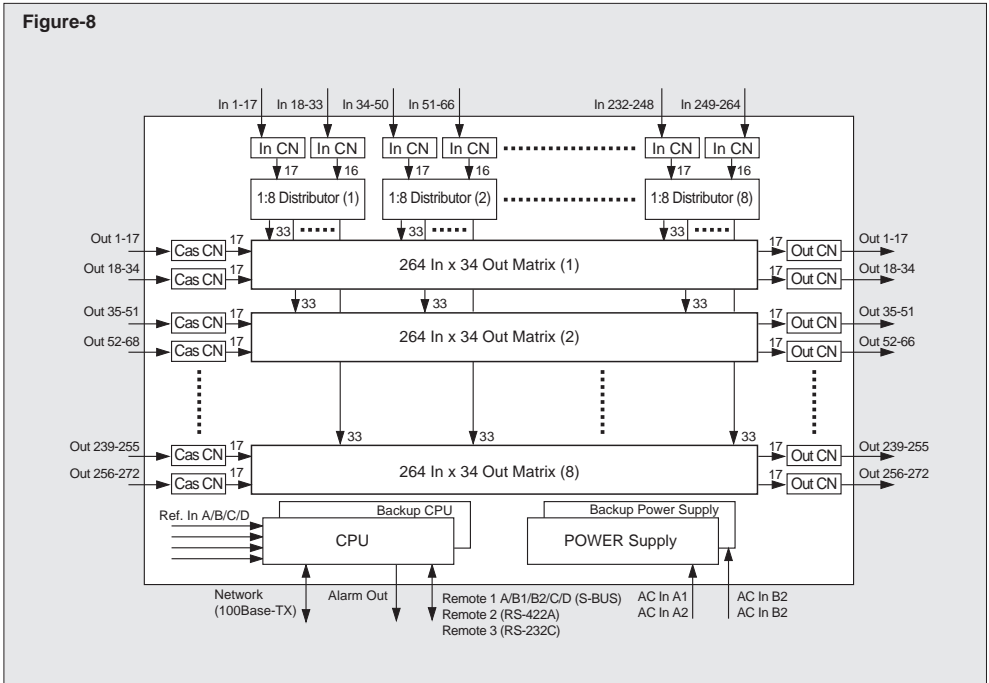 Figure-8
In 1-17 In 18-33 In 34-50 In 51-66 In 232-248 In 249-264
In CN In CN In CN In CN In CN In CN
17 16 17 16 17 16
1:8 Distributor (1) 1:8 Distributor (2) 1:8 Distributor (8)
33 33 33
Out 1-17 Cas CN 17 17 Out CN Out 1-17
264 In x 34 Out Matrix (1)
Out 18-34 Cas CN 17 17 Out CN Out 18-34
33 33 33
Out 35-51 Cas CN 17 17 Out CN Out 35-51
264 In x 34 Out Matrix (2)
Out 52-68 Cas CN 17 17 Out CN Out 52-66
33 33 33
Out 239-255 Cas CN 17 17 Out CN Out 239-255
264 In x 34 Out Matrix (8)
Out 256-272 Cas CN 17 17 Out CN Out 256-272
Ref. In A/B/C/D Backup CPU Backup Power Supply
CPU POWER Supply
Network
(100Base-TX)
Alarm Out
Remote 1 A/B1/B2/C/D (S-BUS)
Remote 2 (RS-422A)
Remote 3 (RS-232C)
AC In A1
AC In A2
AC In B2
AC In B2